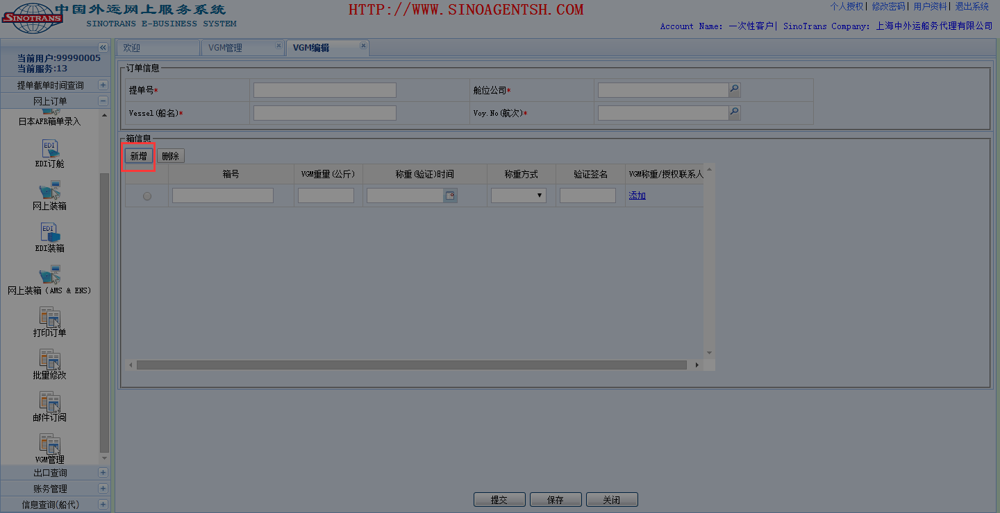 SINOTRANS
中国外运网上服务系统
SINOTRANS E-BUSINESS SYSTEM
HTTP://WWW.SINOAGENTSH.COM
个人授权| 修改密码| 用户资料| 退出系统
Account Name: 一次性客户| SinoTrans Company: 上海中外运船务代理有限公司
当前用户:99990005
当前服务:13
提单截单时间查询
网上订单
日本AFR箱单录入
EDI
EDI订舱
网上装箱
EDI
EDI装箱
网上装箱(AMS & ENS)
打印订单
批量修改
邮件订阅
VGM管理
出口查询
账务管理
信息查询(船代)
欢迎 VGM管理 VGM编辑
订单信息
提单号* 舱位公司*
Vessel(船名)* Voy.No(航次)*
箱信息
新增 删除
箱号 VGM重量(公斤) 称重(验证)时间 称重方式 验证签名 VGM称重/授权联系人
添加
提交 保存 关闭